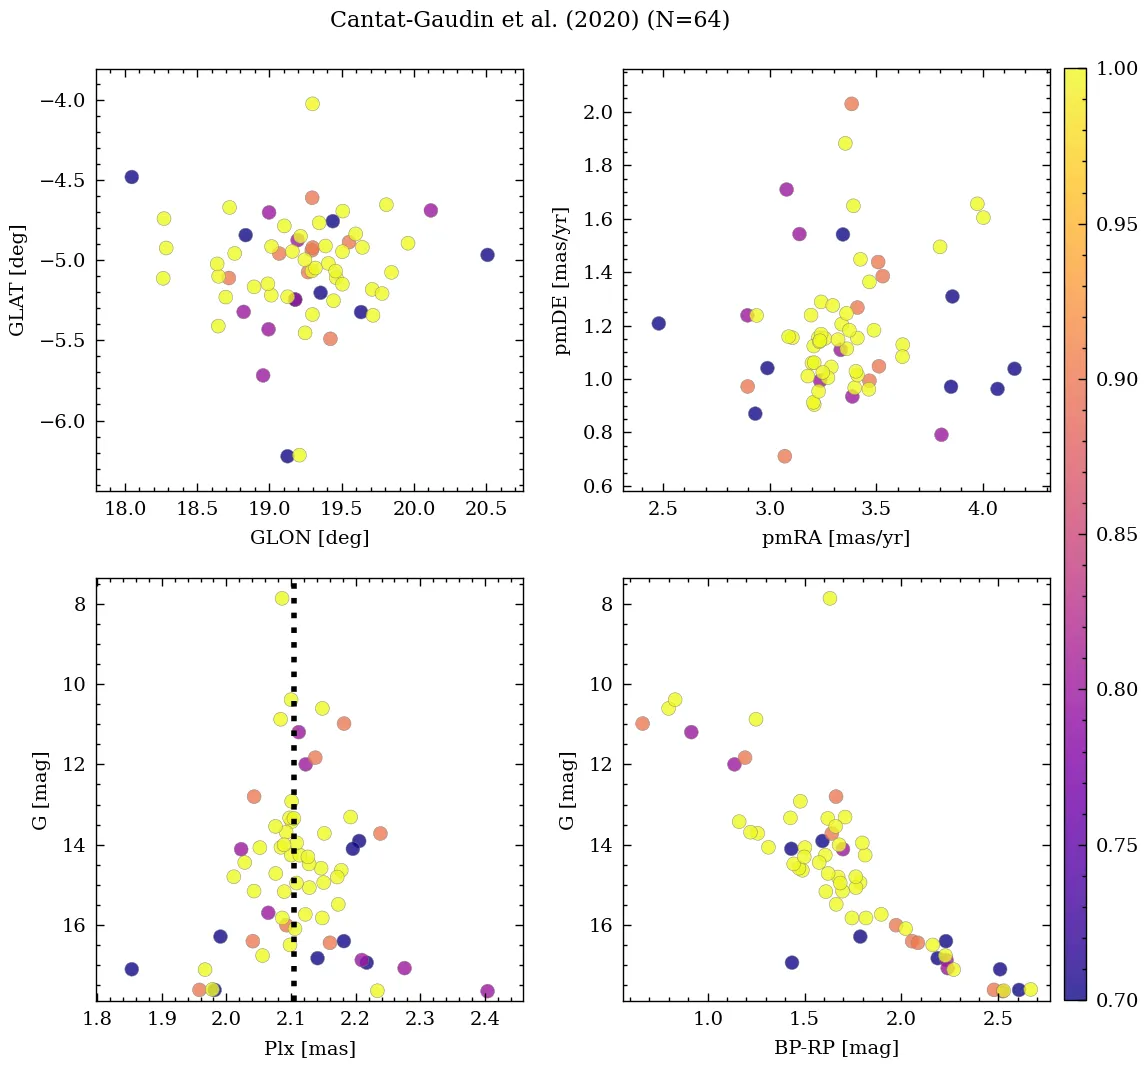 Cantat-Gaudin et al. (2020) (N=64)
−4.0
−4.5
−5.0
−5.5
−6.0
GLAT [deg]
18.0 18.5 19.0 19.5 20.0 20.5
GLON [deg]
2.0
1.8
1.6
1.4
1.2
1.0
0.8
0.6
pmDE [mas/yr]
2.5 3.0 3.5 4.0
pmRA [mas/yr]
8
10
12
14
16
G [mag]
1.8 1.9 2.0 2.1 2.2 2.3 2.4
Plx [mas]
8
10
12
14
16
G [mag]
1.0 1.5 2.0 2.5
BP-RP [mag]
1.00
0.95
0.90
0.85
0.80
0.75
0.70